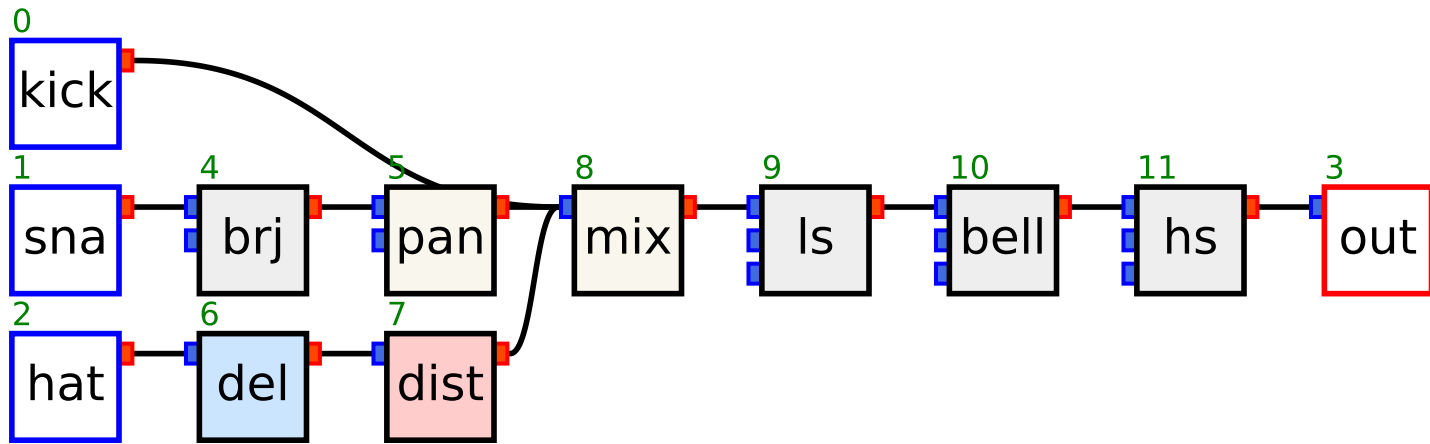 0
kick
1 4 5 8 9 10 11 3
sna brj pan mix ls bell hs out
2 6 7
hat del dist